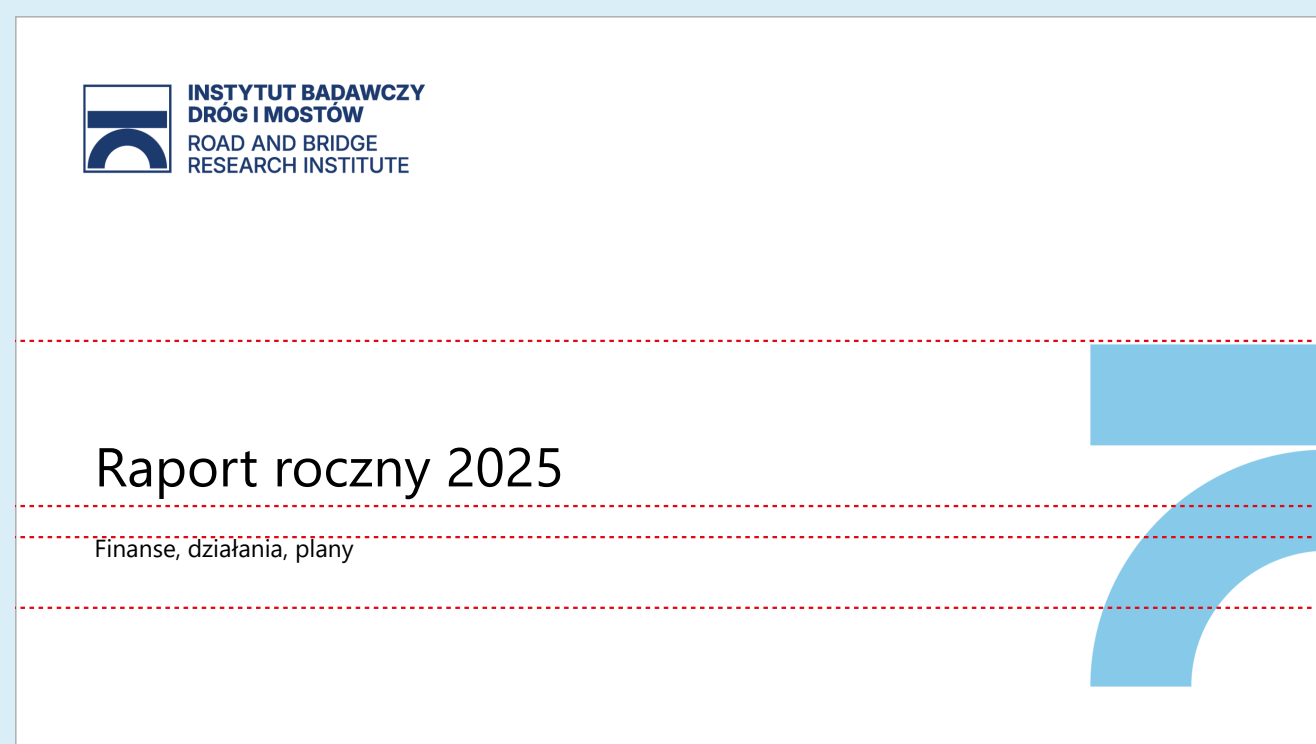 INSTYTUT BADAWCZY
DRÓG I MOSTÓW
ROAD AND BRIDGE
RESEARCH INSTITUTE
Raport roczny 2025
Finanse, działania, plany